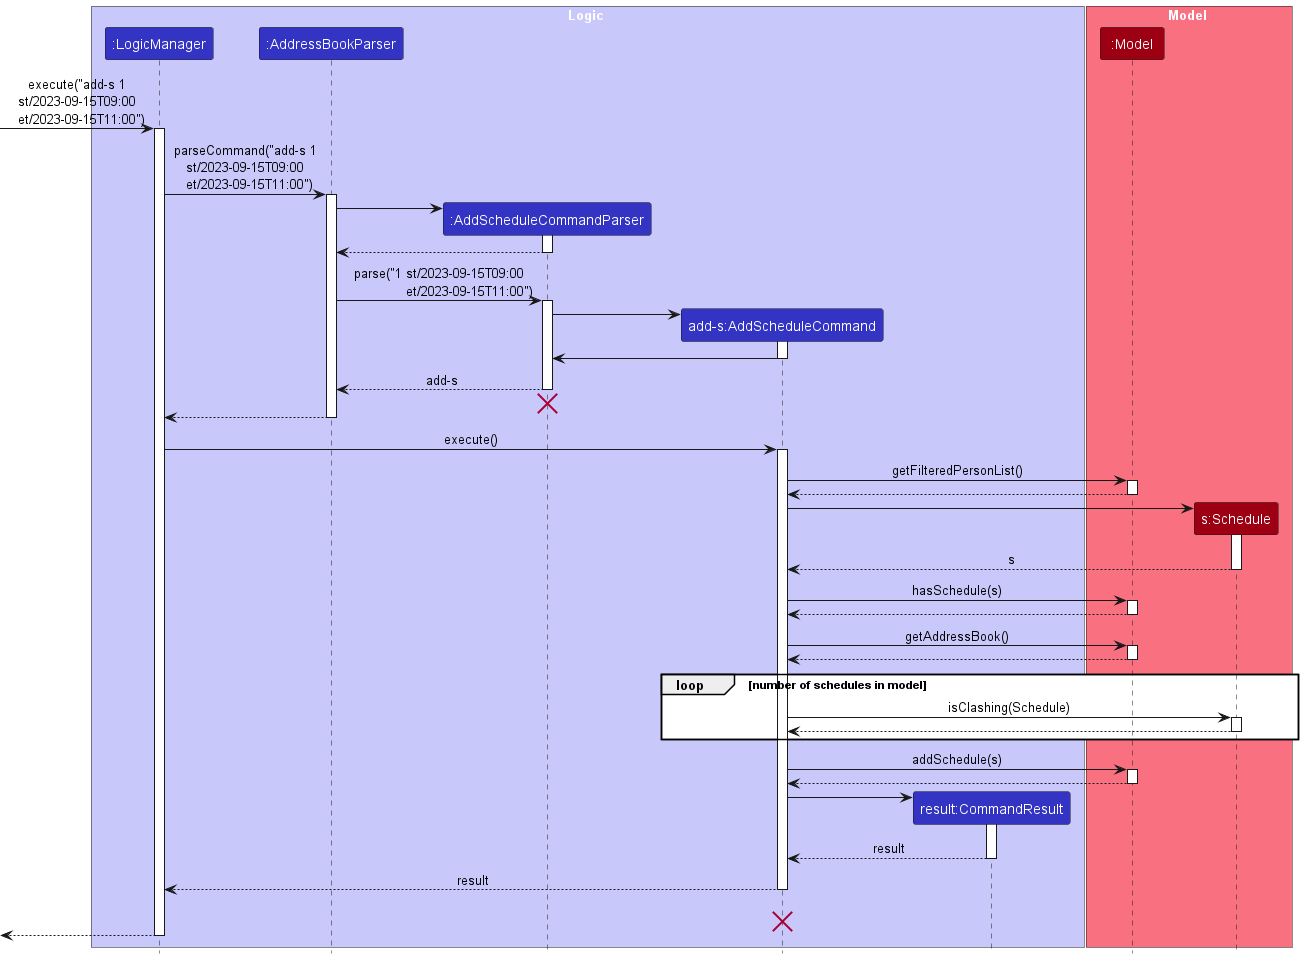 Logic
Model
:LogicManager
:AddressBookParser
:Model
execute("add-s 1
st/2023-09-15T09:00
et/2023-09-15T11:00")
parseCommand("add-s 1
st/2023-09-15T09:00
et/2023-09-15T11:00")
:AddScheduleCommandParser
parse("1 st/2023-09-15T09:00
et/2023-09-15T11:00")
add-s:AddScheduleCommand
add-s
execute()
getFilteredPersonList()
s:Schedule
s
hasSchedule(s)
getAddressBook()
loop
[number of schedules in model]
isClashing(Schedule)
addSchedule(s)
result:CommandResult
result
result